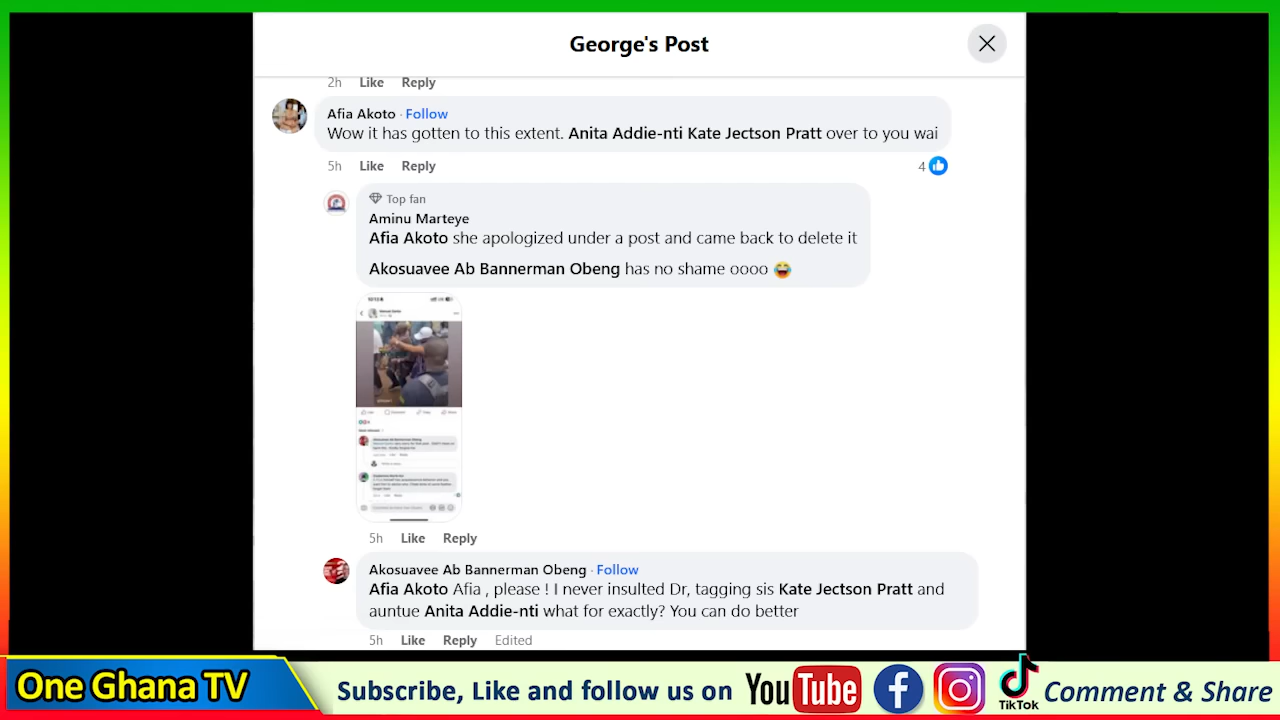 George's Post
2h Like Reply
Afia Akoto · Follow
Wow it has gotten to this extent. Anita Addie-nti Kate Jectson Pratt over to you wai
5h Like Reply 4
Top fan
Aminu Marteye
Afia Akoto she apologized under a post and came back to delete it
Akosuavee Ab Bannerman Obeng has no shame oooo 😂
5h Like Reply
Akosuavee Ab Bannerman Obeng · Follow
Afia Akoto Afia , please ! I never insulted Dr, tagging sis Kate Jectson Pratt and
auntue Anita Addie-nti what for exactly? You can do better
5h Like Reply Edited
One Ghana TV
Subscribe, Like and follow us on YouTube TikTok Comment & Share